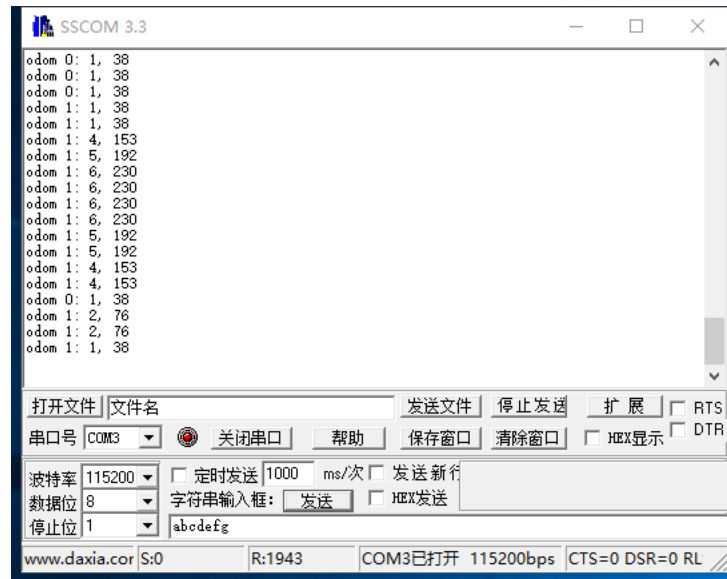 SSCOM 3.3
odom 0: 1, 38
odom 0: 1, 38
odom 0: 1, 38
odom 1: 1, 38
odom 1: 1, 38
odom 1: 4, 153
odom 1: 5, 192
odom 1: 6, 230
odom 1: 6, 230
odom 1: 6, 230
odom 1: 6, 230
odom 1: 5, 192
odom 1: 5, 192
odom 1: 4, 153
odom 1: 4, 153
odom 0: 1, 38
odom 1: 2, 76
odom 1: 2, 76
odom 1: 1, 38
打开文件 文件名 发送文件 停止发送 扩 展 RTS
串口号 COM3 关闭串口 帮助 保存窗口 清除窗口 HEX显示 DTR
波特率 115200 定时发送 1000 ms/次 发送新行
数据位 8 字符串输入框: 发送 HEX发送
停止位 1 abcdefg
www.daxia.cor S:0 R:1943 COM3已打开 115200bps CTS=0 DSR=0 RL